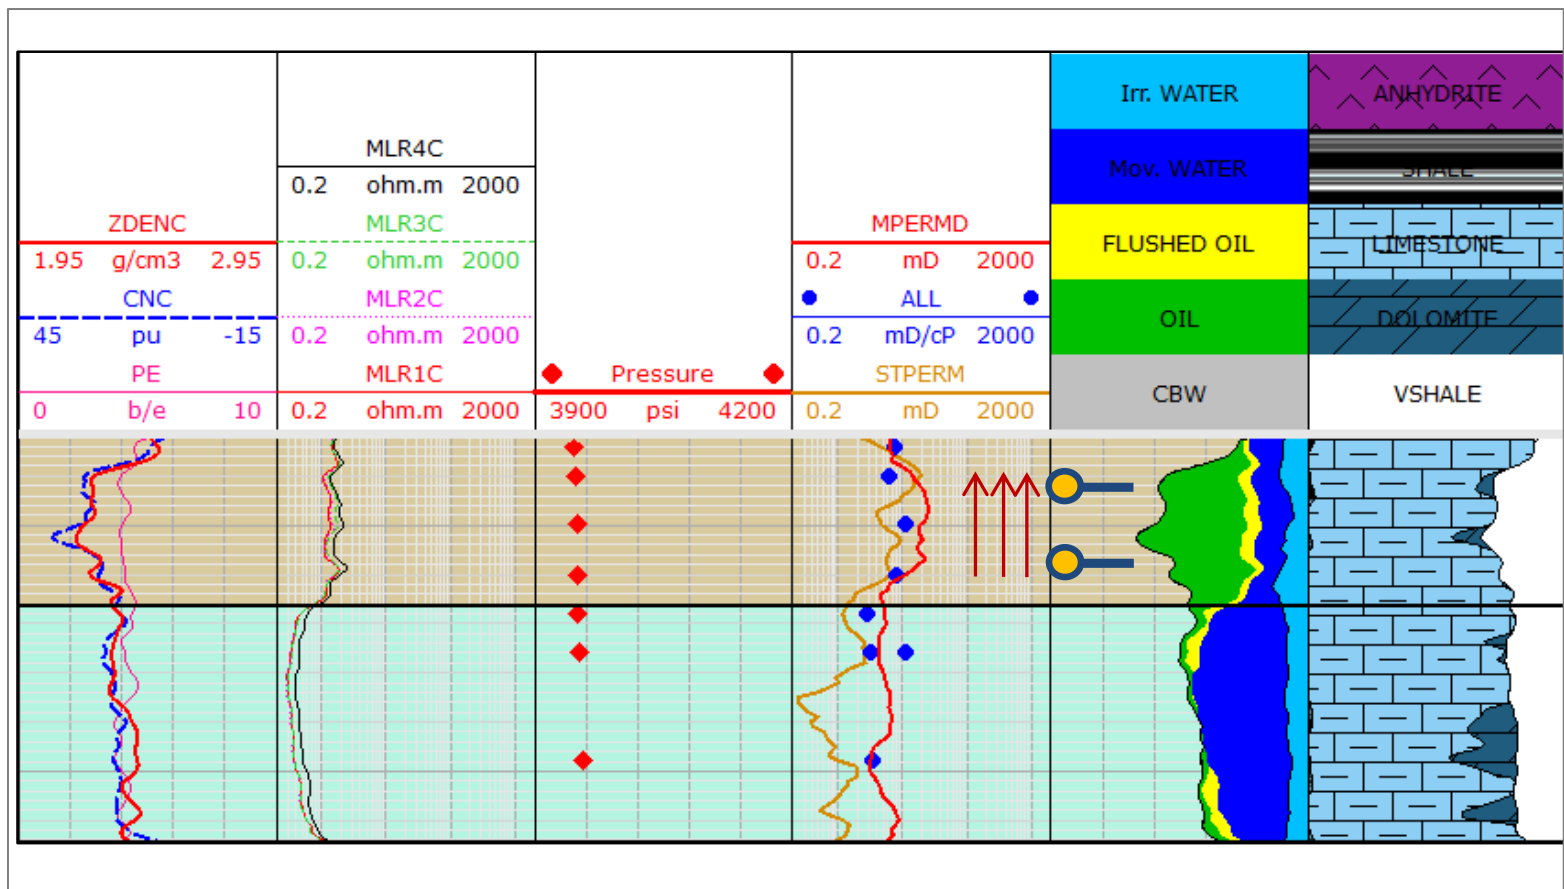 ZDENC
1.95 g/cm3 2.95
CNC
45 pu -15
PE
0 b/e 10
MLR4C
0.2 ohm.m 2000
MLR3C
0.2 ohm.m 2000
MLR2C
0.2 ohm.m 2000
MLR1C
0.2 ohm.m 2000
Pressure
3900 psi 4200
MPERMD
0.2 mD 2000
ALL
0.2 mD/cP 2000
STPERM
0.2 mD 2000
Irr. WATER
Mov. WATER
FLUSHED OIL
OIL
CBW
ANHYDRITE
SHALE
LIMESTONE
DOLOMITE
VSHALE